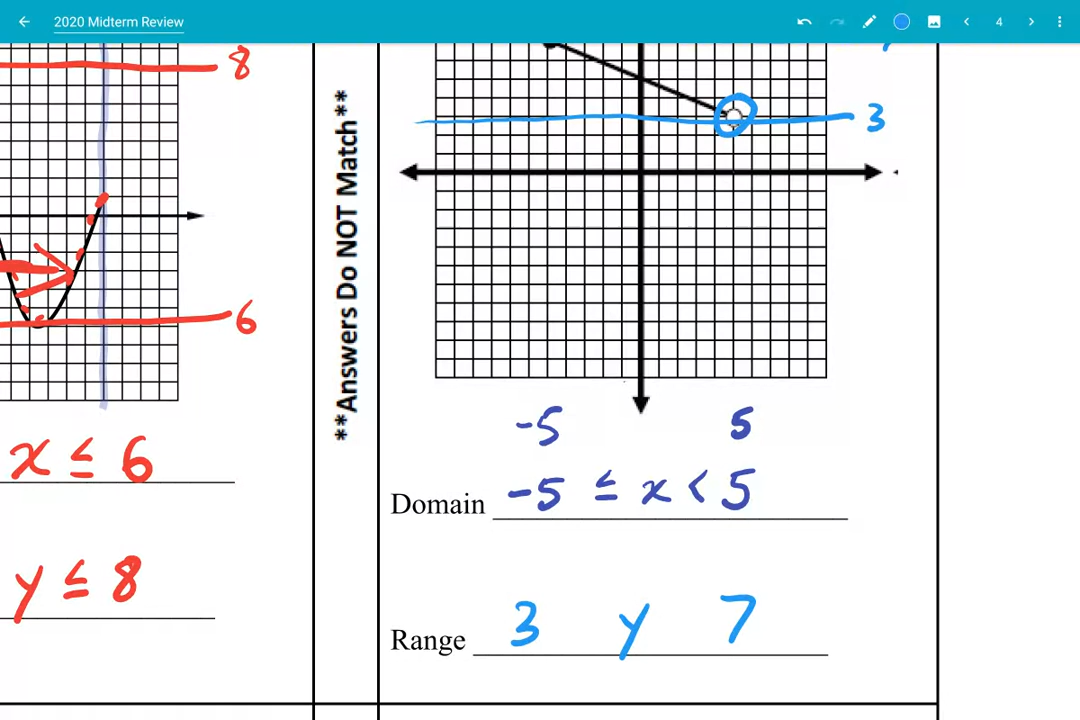 2020 Midterm Review
4
8
6
x ≤ 6
y ≤ 8
**Answers Do NOT Match**
3
-5 5
Domain -5 ≤ x < 5
Range 3 y 7